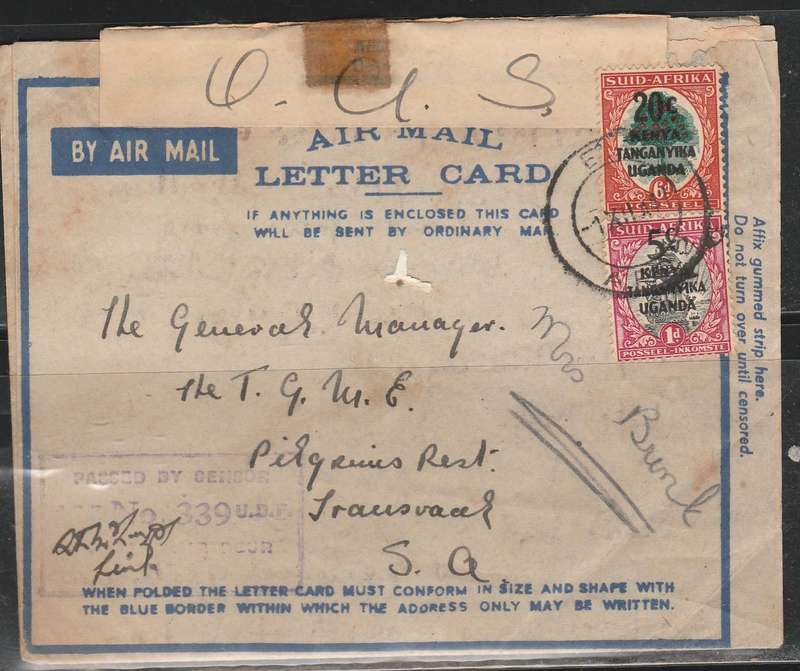 O. A. S.
BY AIR MAIL
AIR MAIL
LETTER CARD
IF ANYTHING IS ENCLOSED THIS CARD
WILL BE SENT BY ORDINARY MAIL
SUID-AFRIKA
20c
KENYA
TANGANYIKA
UGANDA
6d
POSSEEL
SUID-AFRIKA
5c
KENYA
TANGANYIKA
UGANDA
1d
POSSEEL-INKOMSTE
Affix gummed strip here.
Do not turn over until censored.
The General Manager.
The T. G. M. E.
Pilgrims Rest.
Transvaal
S. A.
Mrs
Bunk
PASSED BY CENSOR
No. 339 U.D.F.
WHEN FOLDED THE LETTER CARD MUST CONFORM IN SIZE AND SHAPE WITH
THE BLUE BORDER WITHIN WHICH THE ADDRESS ONLY MAY BE WRITTEN.